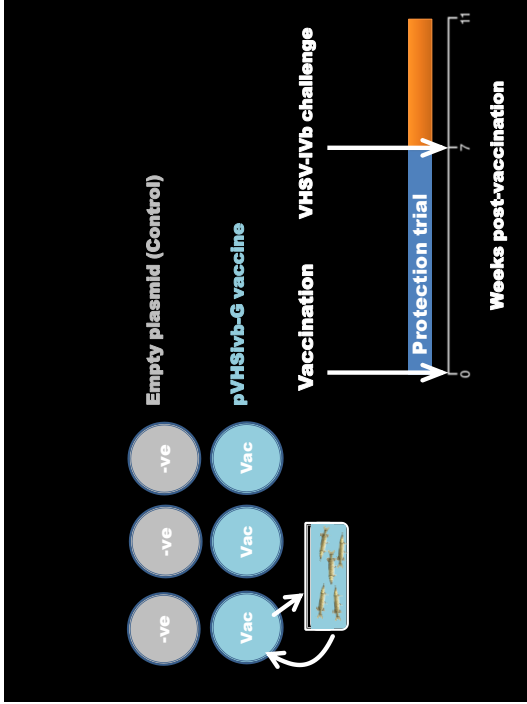 -ve
-ve
-ve
Empty plasmid (Control)
Vac
Vac
Vac
pVHSivb-G vaccine
Vaccination
VHSV-IVb challenge
Protection trial
0
7
11
Weeks post-vaccination